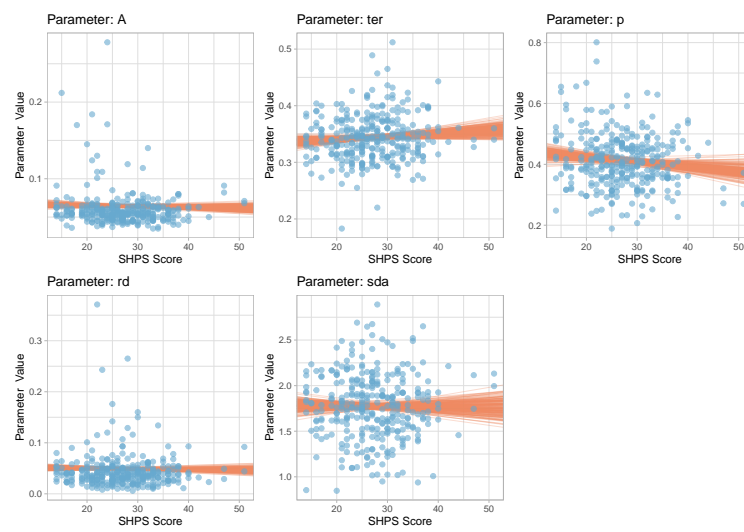 Parameter: A
Parameter Value
0.2
0.1
20
30
40
50
SHPS Score
Parameter: ter
Parameter Value
0.5
0.4
0.3
0.2
20
30
40
50
SHPS Score
Parameter: p
Parameter Value
0.8
0.6
0.4
0.2
20
30
40
50
SHPS Score
Parameter: rd
Parameter Value
0.3
0.2
0.1
0.0
20
30
40
50
SHPS Score
Parameter: sda
Parameter Value
2.5
2.0
1.5
1.0
20
30
40
50
SHPS Score